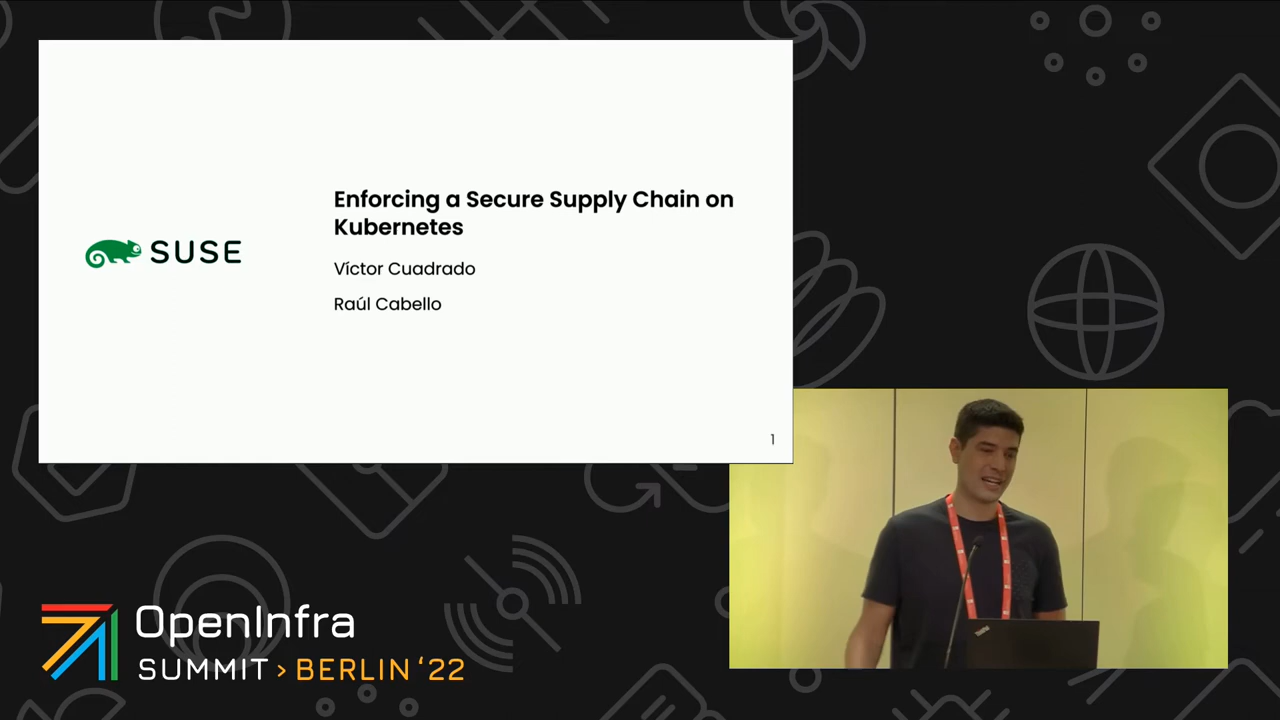 SUSE
Enforcing a Secure Supply Chain on
Kubernetes
Víctor Cuadrado
Raúl Cabello
1
OpenInfra
SUMMIT > BERLIN ‘22